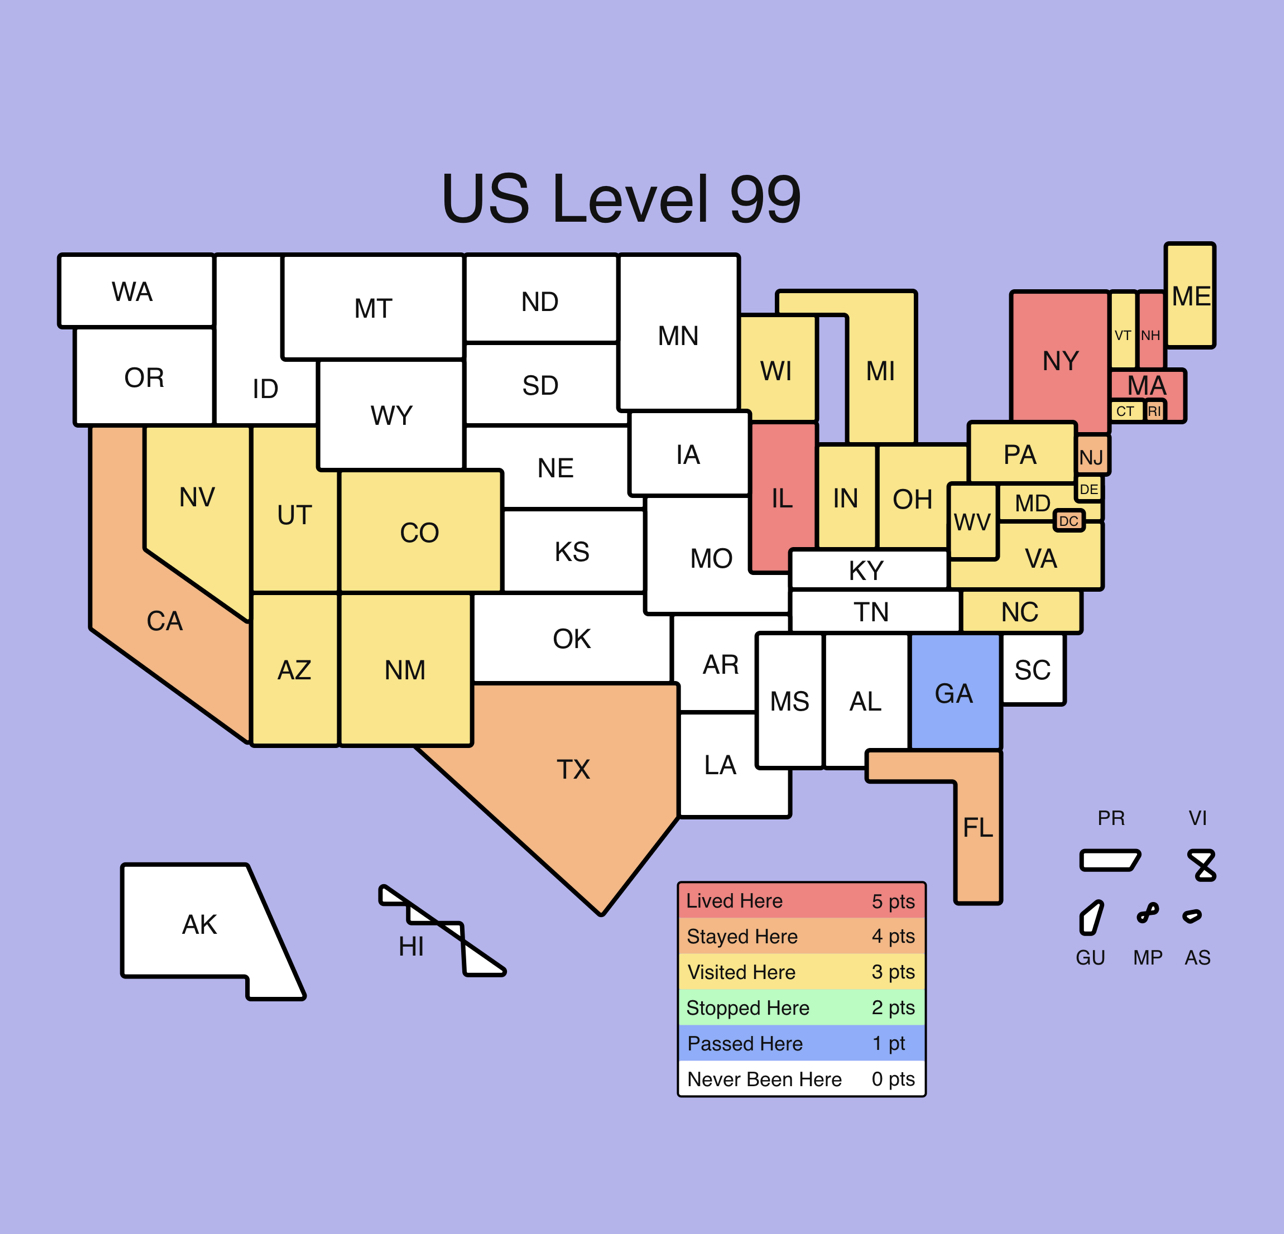 US Level 99
WA
MT
ND
MN
ME
OR
ID
WY
SD
WI
MI
NY
VT
NH
MA
CT
RI
NV
UT
CO
NE
IA
IL
IN
OH
PA
NJ
DE
MD
DC
WV
VA
KS
MO
KY
CA
AZ
NM
OK
AR
TN
NC
TX
LA
MS
AL
GA
SC
FL
AK
HI
PR
VI
GU
MP
AS
Lived Here 5 pts
Stayed Here 4 pts
Visited Here 3 pts
Stopped Here 2 pts
Passed Here 1 pt
Never Been Here 0 pts